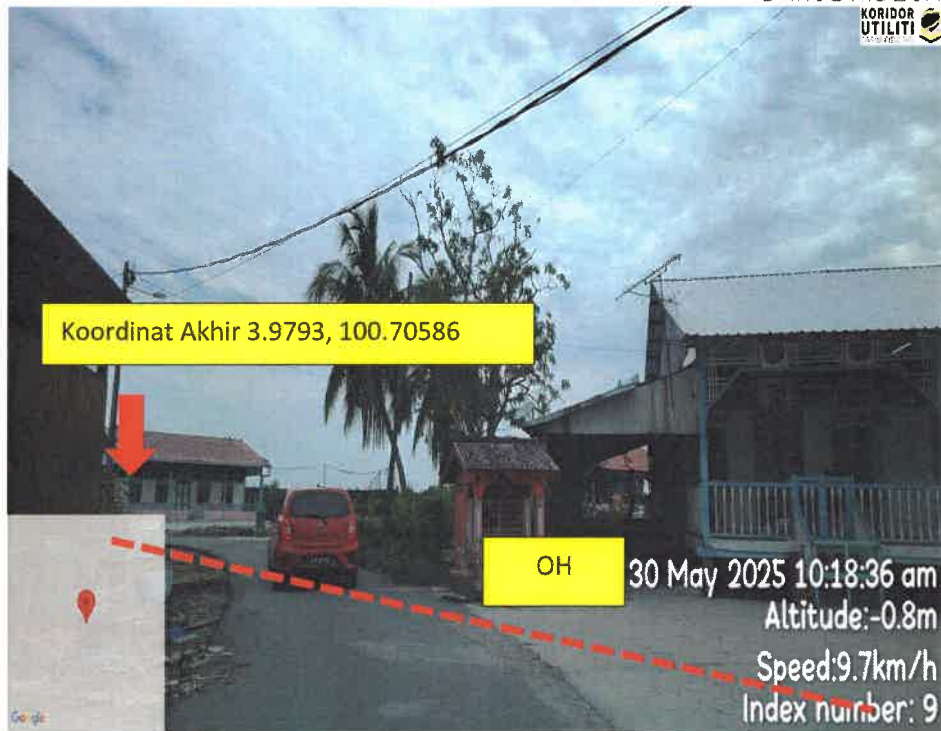 KORIDOR
UTILITI
Koordinat Akhir 3.9793, 100.70586
OH
30 May 2025 10:18:36 am
Altitude:-0.8m
Speed:9.7km/h
Index number: 9
Google